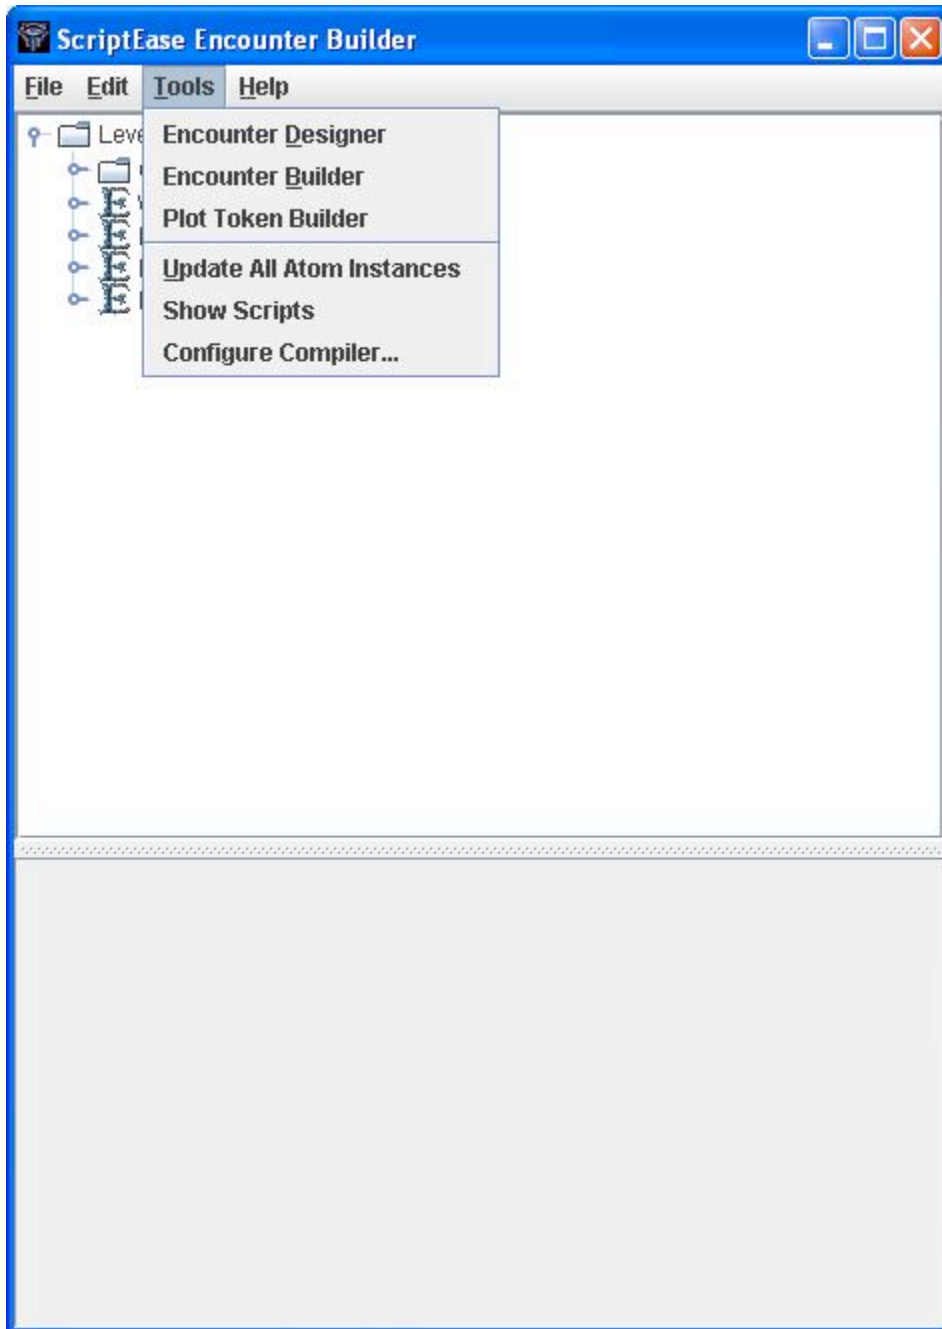 ScriptEase Encounter Builder
File Edit Tools Help
Encounter Designer
Encounter Builder
Plot Token Builder
Update All Atom Instances
Show Scripts
Configure Compiler...